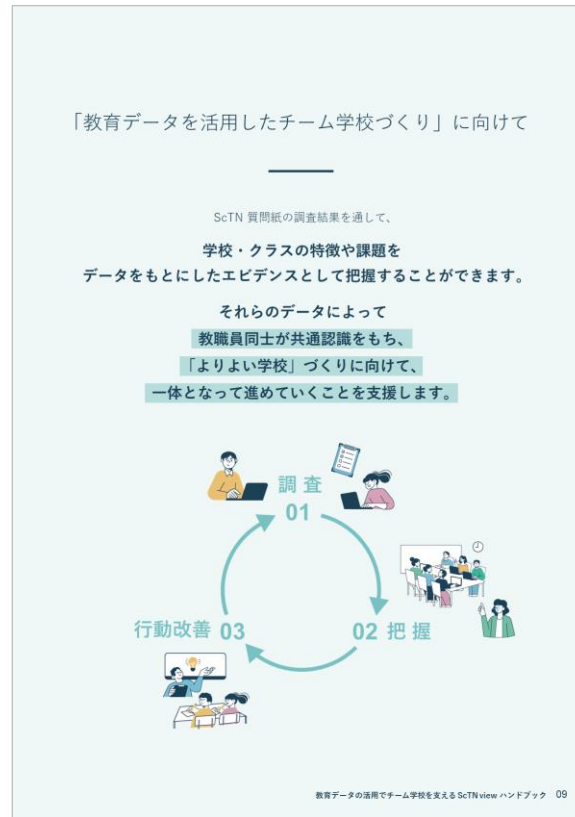 「教育データを活用したチーム学校づくり」に向けて
ScTN 質問紙の調査結果を通して、
学校・クラスの特徴や課題を
データをもとにしたエビデンスとして把握することができます。
それらのデータによって
教職員同士が共通認識をもち、
「よりよい学校」づくりに向けて、
一体となって進めていくことを支援します。
調査
01
行動改善 03
02 把握
教育データの活用でチーム学校を支える ScTN view ハンドブック 09